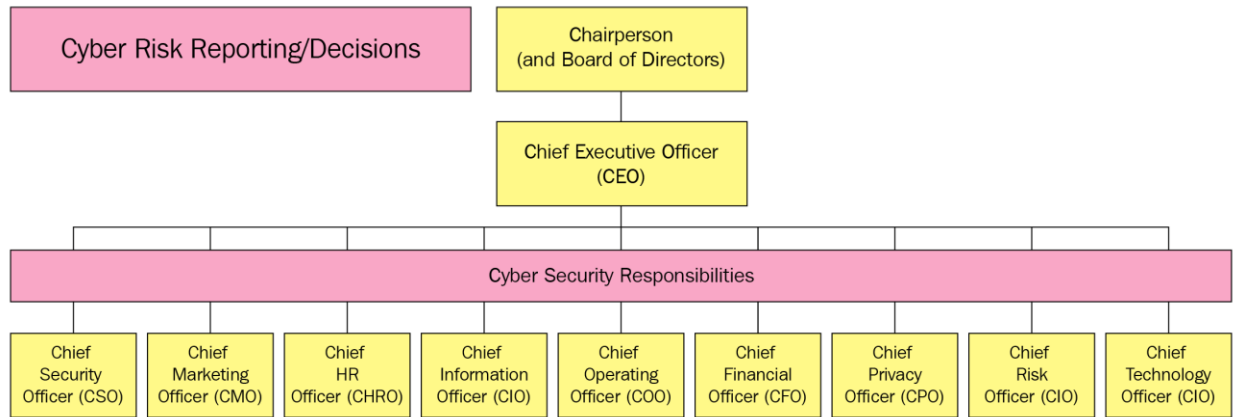 Cyber Risk Reporting/Decisions
Chairperson
(and Board of Directors)
Chief Executive Officer
(CEO)
Cyber Security Responsibilities
Chief
Security
Officer (CSO)
Chief
Marketing
Officer (CMO)
Chief
HR
Officer (CHRO)
Chief
Information
Officer (CIO)
Chief
Operating
Officer (COO)
Chief
Financial
Officer (CFO)
Chief
Privacy
Officer (CPO)
Chief
Risk
Officer (CIO)
Chief
Technology
Officer (CIO)